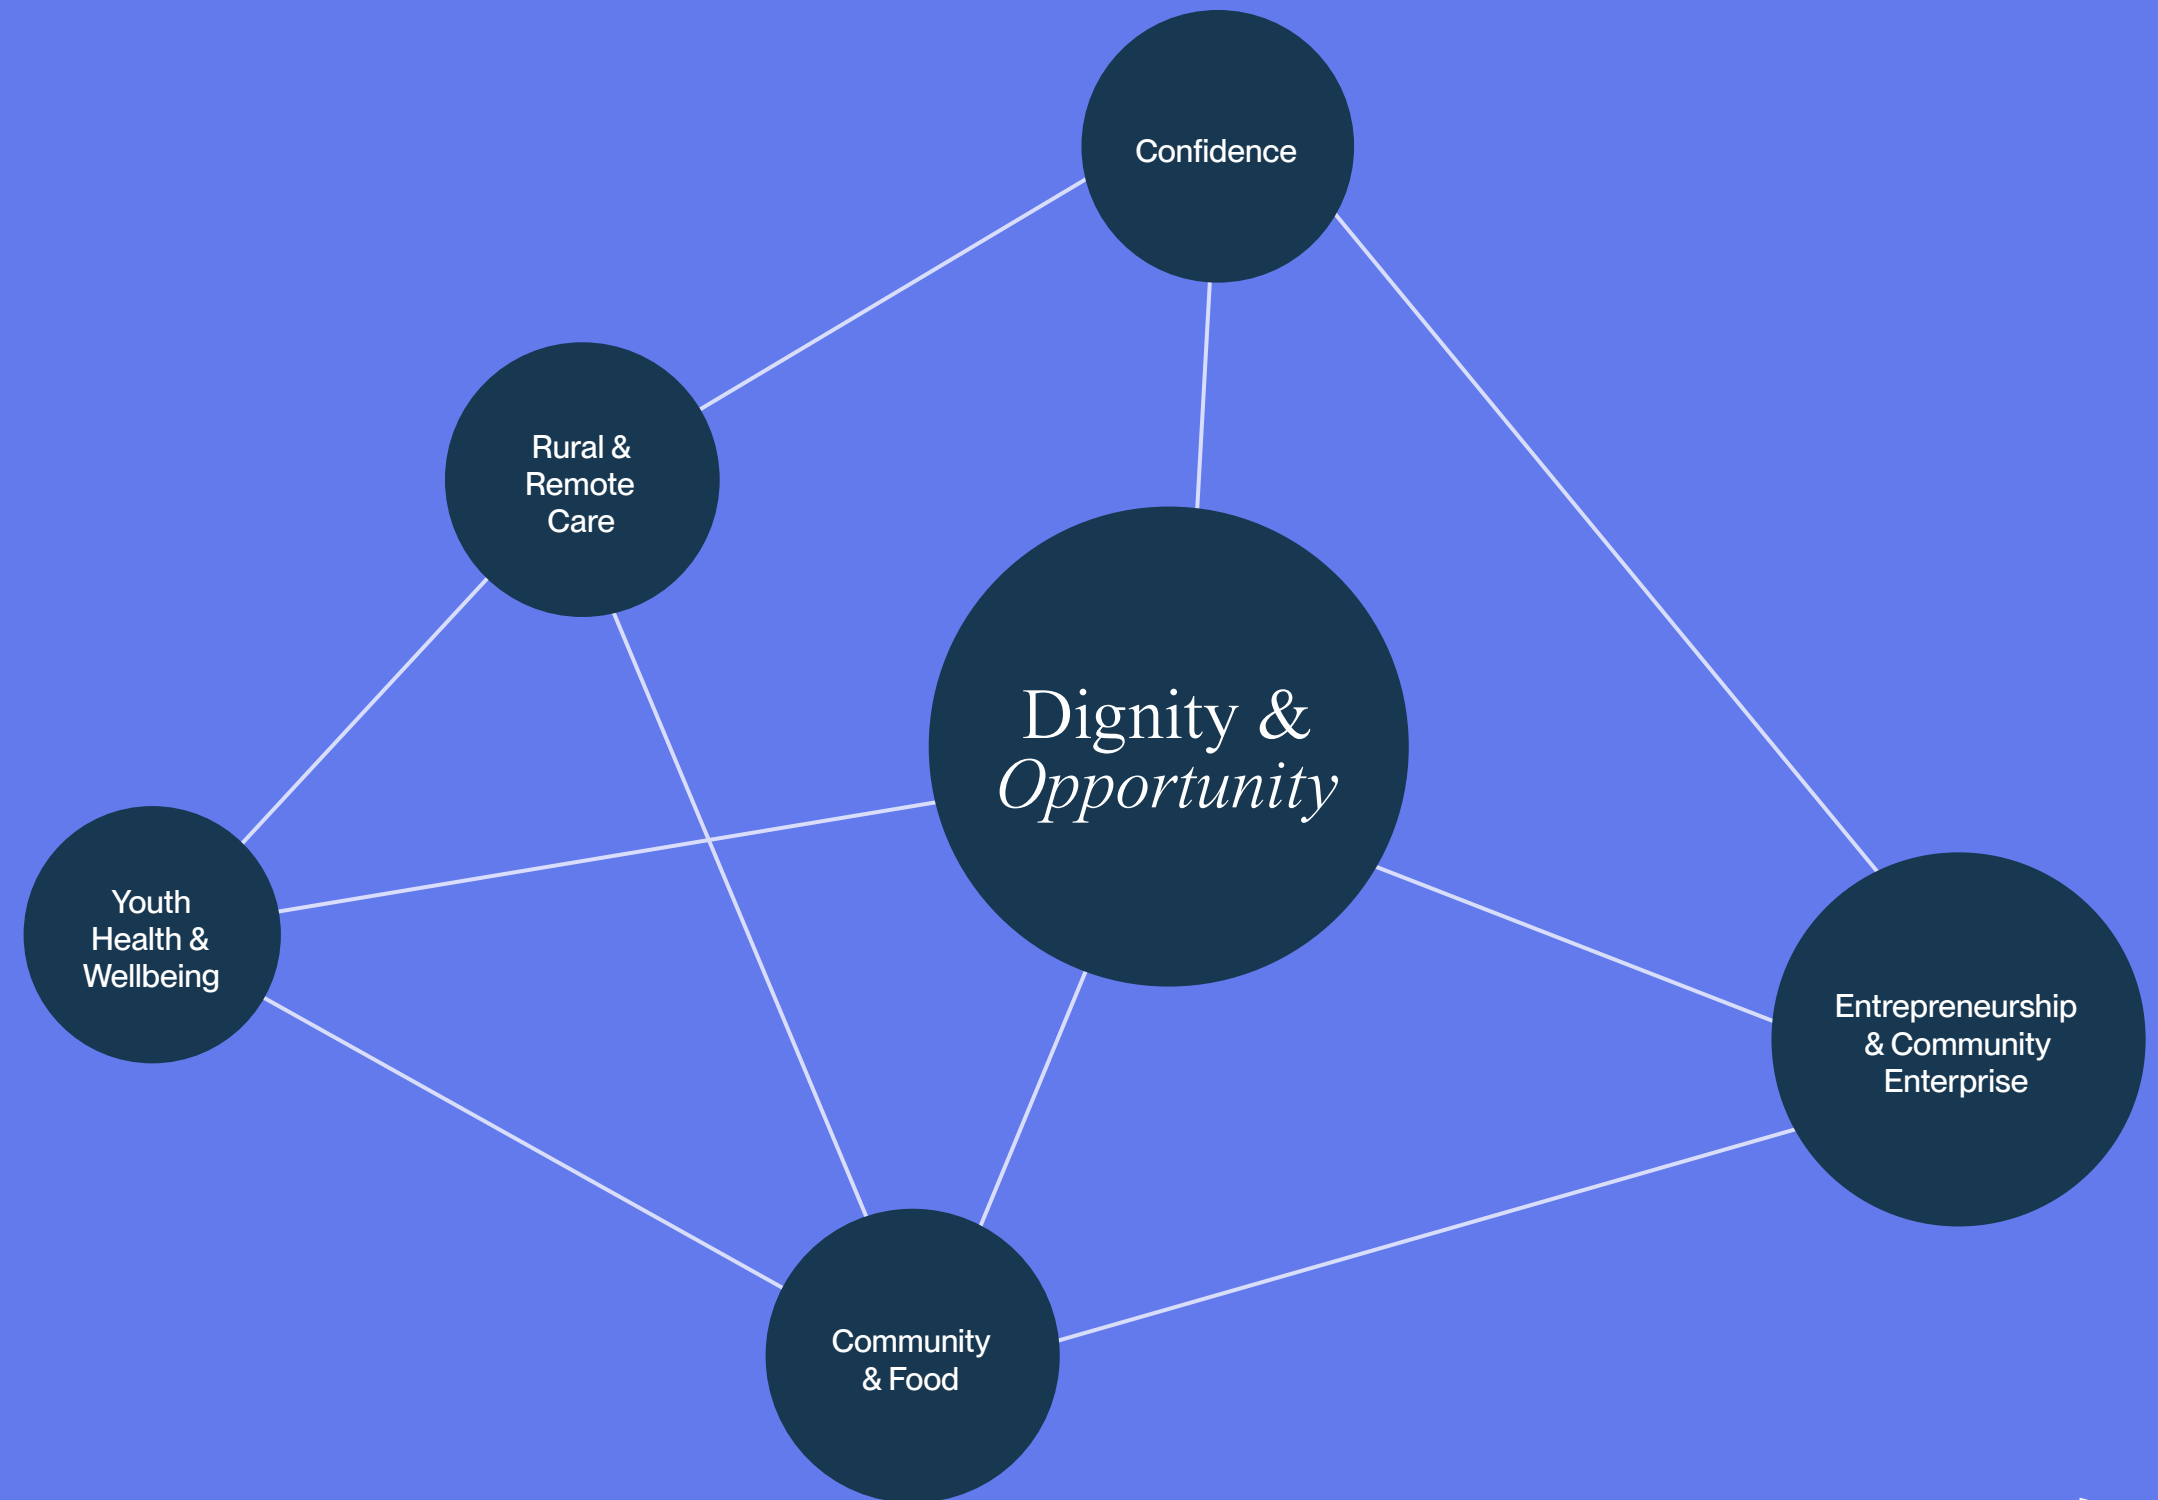 Confidence
Rural &
Remote
Care
Dignity &
Opportunity
Youth
Health &
Wellbeing
Entrepreneurship
& Community
Enterprise
Community
& Food